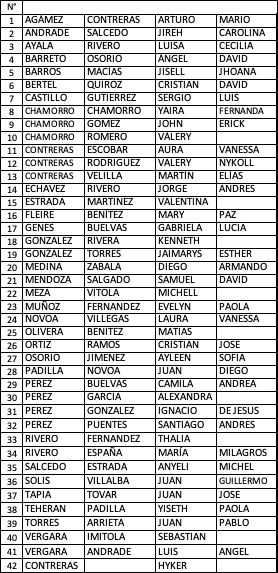 N°
1 AGÁMEZ CONTRERAS ARTURO MARIO
2 ANDRADE SALCEDO JIREH CAROLINA
3 AYALA RIVERO LUISA CECILIA
4 BARRETO OSORIO ANGEL DAVID
5 BARROS MACÍAS JISELL JHOANA
6 BERTEL QUIROZ CRISTIAN DAVID
7 CASTILLO GUTIERREZ SERGIO LUIS
8 CHAMORRO CHAMORRO YAIRA FERNANDA
9 CHAMORRO GOMEZ JOHN ERICK
10 CHAMORRO ROMERO VALERY
11 CONTRERAS ESCOBAR AURA VANESSA
12 CONTRERAS RODRIGUEZ VALERY NYKOLL
13 CONTRERAS VELILLA MARTÍN ELÍAS
14 ECHAVEZ RIVERO JORGE ANDRES
15 ESTRADA MARTINEZ VALENTINA
16 FLEIRE BENÍTEZ MARY PAZ
17 GENES BUELVAS GABRIELA LUCIA
18 GONZALEZ RIVERA KENNETH
19 GONZALEZ TORRES JAIMARYS ESTHER
20 MEDINA ZABALA DIEGO ARMANDO
21 MENDOZA SALGADO SAMUEL DAVID
22 MEZA VITOLA MICHELL
23 MUÑOZ FERNANDEZ EVELYN PAOLA
24 NOVOA VILLEGAS LAURA VANESSA
25 OLIVERA BENITEZ MATIAS
26 ORTIZ RAMOS CRISTIAN JOSE
27 OSORIO JIMENEZ AYLEEN SOFIA
28 PADILLA NOVOA JUAN DIEGO
29 PEREZ BUELVAS CAMILA ANDREA
30 PEREZ GARCIA ALEXANDRA
31 PEREZ GONZALEZ IGNACIO DE JESUS
32 PEREZ PUENTES SANTIAGO ANDRES
33 RIVERO FERNANDEZ THALIA
34 RIVERO ESPAÑA MARÍA MILAGROS
35 SALCEDO ESTRADA ANYELI MICHEL
36 SOLIS VILLALBA JUAN GUILLERMO
37 TAPIA TOVAR JUAN JOSE
38 TEHERAN PADILLA YISETH PAOLA
39 TORRES ARRIETA JUAN PABLO
40 VERGARA IMITOLA SEBASTIAN
41 VERGARA ANDRADE LUIS ANGEL
42 CONTRERAS HYKER